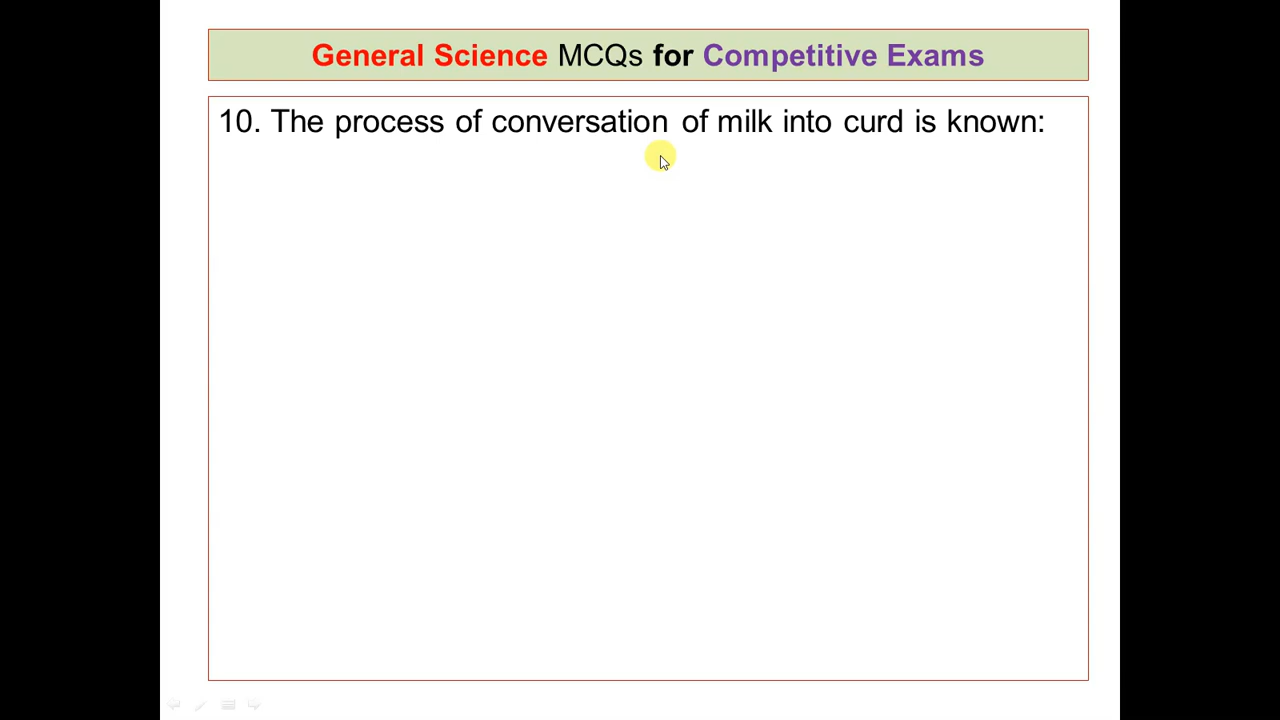 General Science MCQs for Competitive Exams
10. The process of conversation of milk into curd is known: